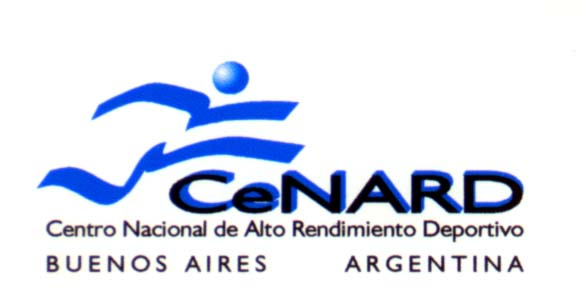 CeNARD
Centro Nacional de Alto Rendimiento Deportivo
BUENOS AIRES ARGENTINA